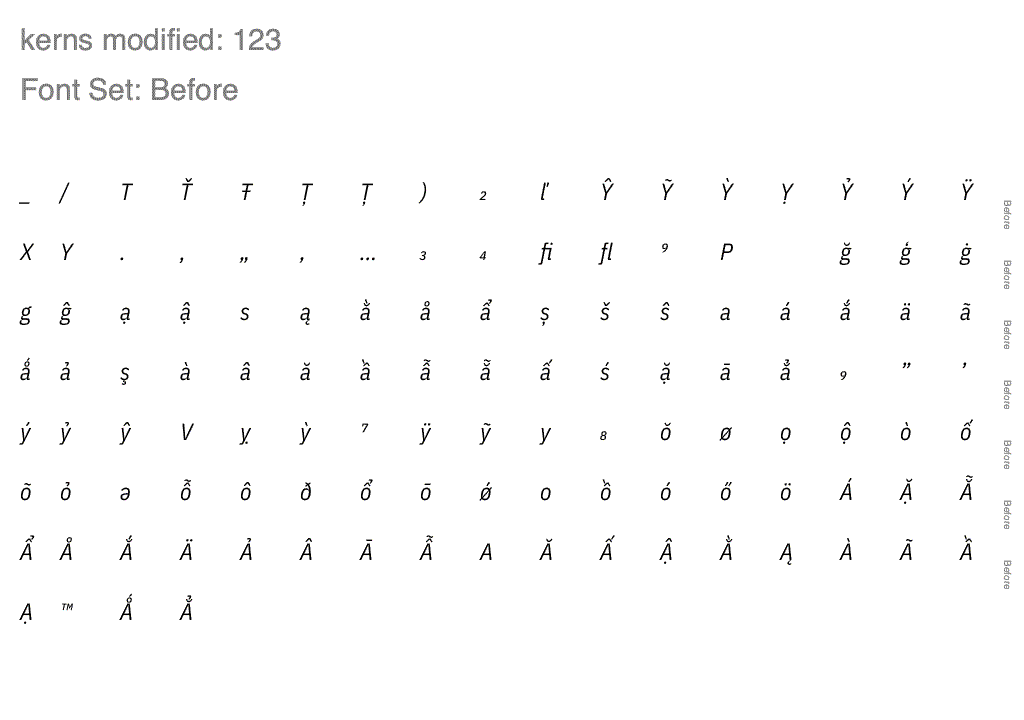 kerns modified: 123
Font Set: Before
_ / T Ť Ŧ Ţ Ț ) ₂ ľ Ŷ Ỹ Ỳ Ỵ Ỷ Ý Ÿ Before
X Y . , „ ‚ … ₃ ₄ fi fl ⁹ P ğ ģ ġ Before
g ĝ ạ ậ s ą ằ å ẩ ș š ŝ a á ắ ä ã Before
ǻ ả ş à â ă ầ ẫ ẵ ấ ś ặ ā ẳ ₉ ” ’ Before
ý ỷ ŷ V ỵ ỳ ⁷ ÿ ỹ y ₈ ŏ ø ọ ộ ò ố Before
õ ỏ ə ỗ ô ð ổ ō ǿ o ồ ó ő ö Á Ặ Ẵ Before
Ẩ Å Ắ Ä Ả Â Ā Ẫ A Ă Ấ Ậ Ằ Ą À Ã Ầ Before
Ạ ™ Ǻ Ẳ